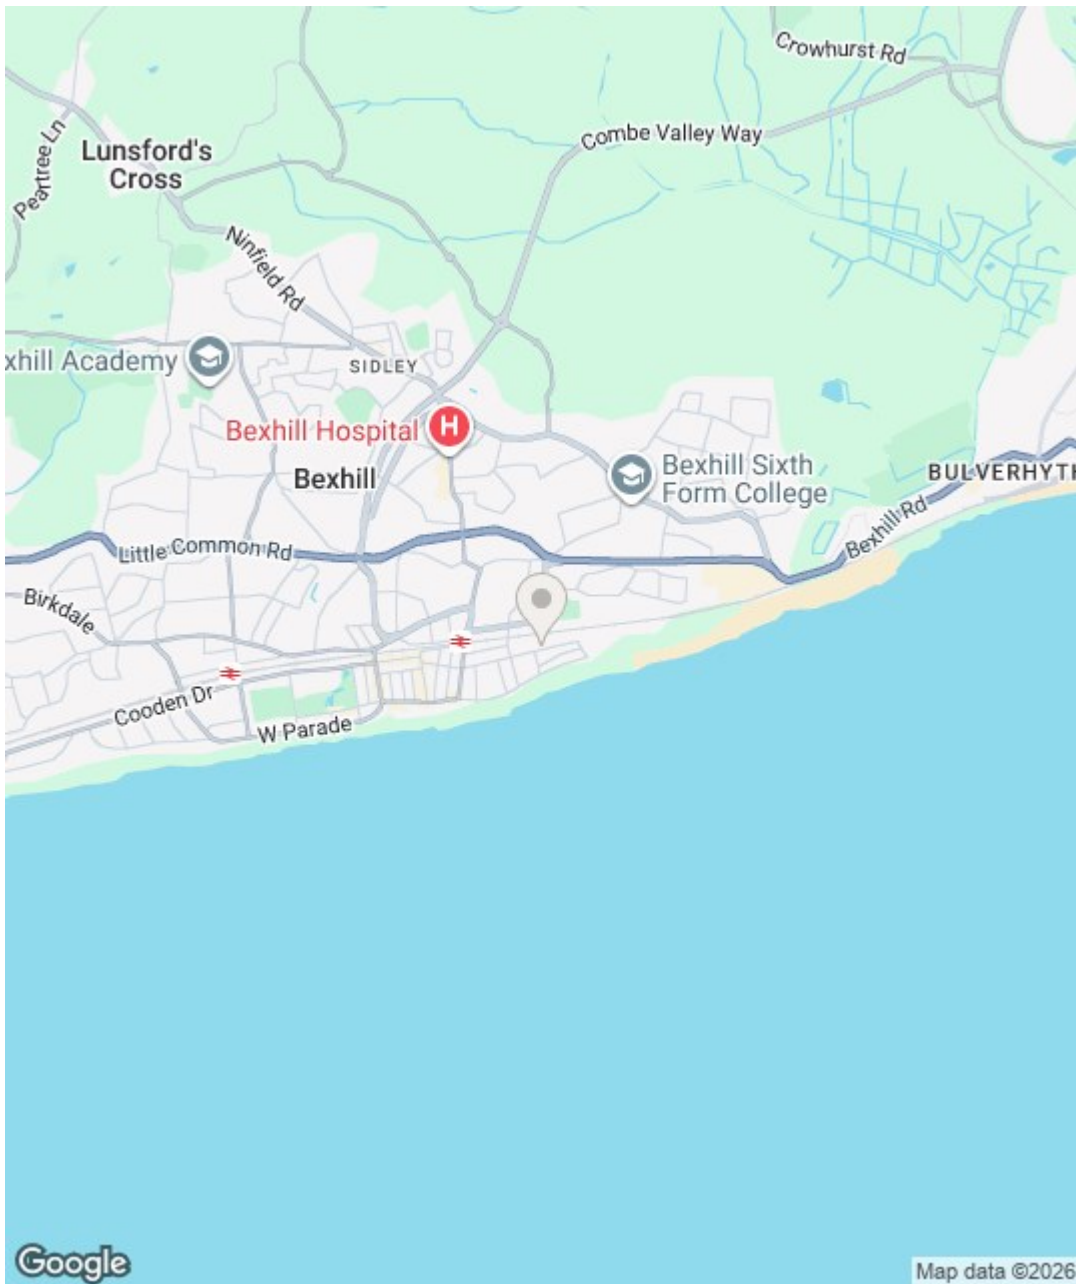 Crowhurst Rd
Combe Valley Way
Peartree Ln
Lunsford's
Cross
Ninfield Rd
xhill Academy
SIDLEY
Bexhill Hospital
H
Bexhill
Bexhill Sixth
Form College
BULVERHYTH
Bexhill Rd
Little Common Rd
Birkdale
Cooden Dr
W Parade
Google
Map data ©2026